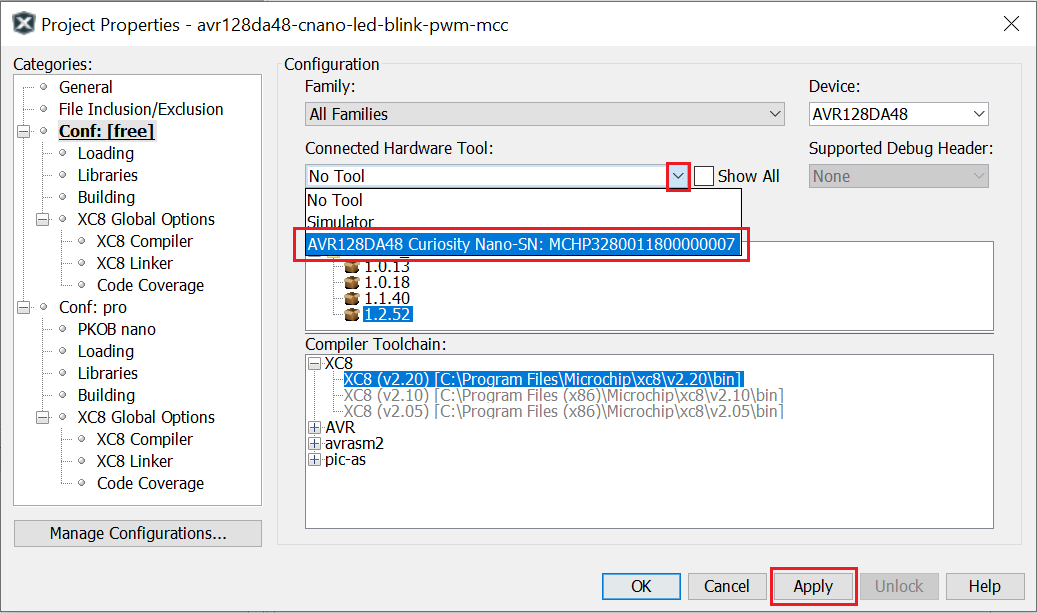 Project Properties - avr128da48-cnano-led-blink-pwm-mcc
Categories:
General
File Inclusion/Exclusion
Conf: [free]
Loading
Libraries
Building
XC8 Global Options
XC8 Compiler
XC8 Linker
Code Coverage
Conf: pro
PKOB nano
Loading
Libraries
Building
XC8 Global Options
XC8 Compiler
XC8 Linker
Code Coverage
Manage Configurations...
Configuration
Family:
Device:
All Families
AVR128DA48
Connected Hardware Tool:
Supported Debug Header:
No Tool
Show All
None
No Tool
Simulator
AVR128DA48 Curiosity Nano-SN: MCHP3280011800000007
1.0.13
1.0.18
1.1.40
1.2.52
Compiler Toolchain:
XC8
XC8 (v2.20) [C:\Program Files\Microchip\xc8\v2.20\bin]
XC8 (v2.10) [C:\Program Files (x86)\Microchip\xc8\v2.10\bin]
XC8 (v2.05) [C:\Program Files (x86)\Microchip\xc8\v2.05\bin]
AVR
avrasm2
pic-as
OK
Cancel
Apply
Unlock
Help